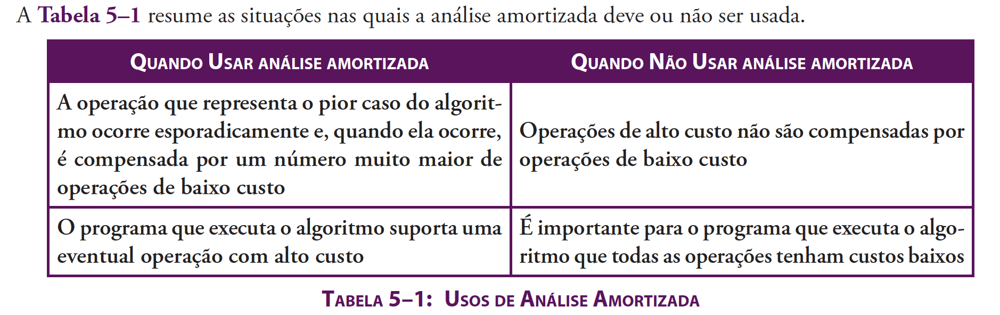 A Tabela 5–1 resume as situações nas quais a análise amortizada deve ou não ser usada.
QUANDO USAR ANÁLISE AMORTIZADA
QUANDO NÃO USAR ANÁLISE AMORTIZADA
A operação que representa o pior caso do algorit-
mo ocorre esporadicamente e, quando ela ocorre,
é compensada por um número muito maior de
operações de baixo custo
Operações de alto custo não são compensadas por
operações de baixo custo
O programa que executa o algoritmo suporta uma
eventual operação com alto custo
É importante para o programa que executa o algo-
ritmo que todas as operações tenham custos baixos
TABELA 5–1: USOS DE ANÁLISE AMORTIZADA